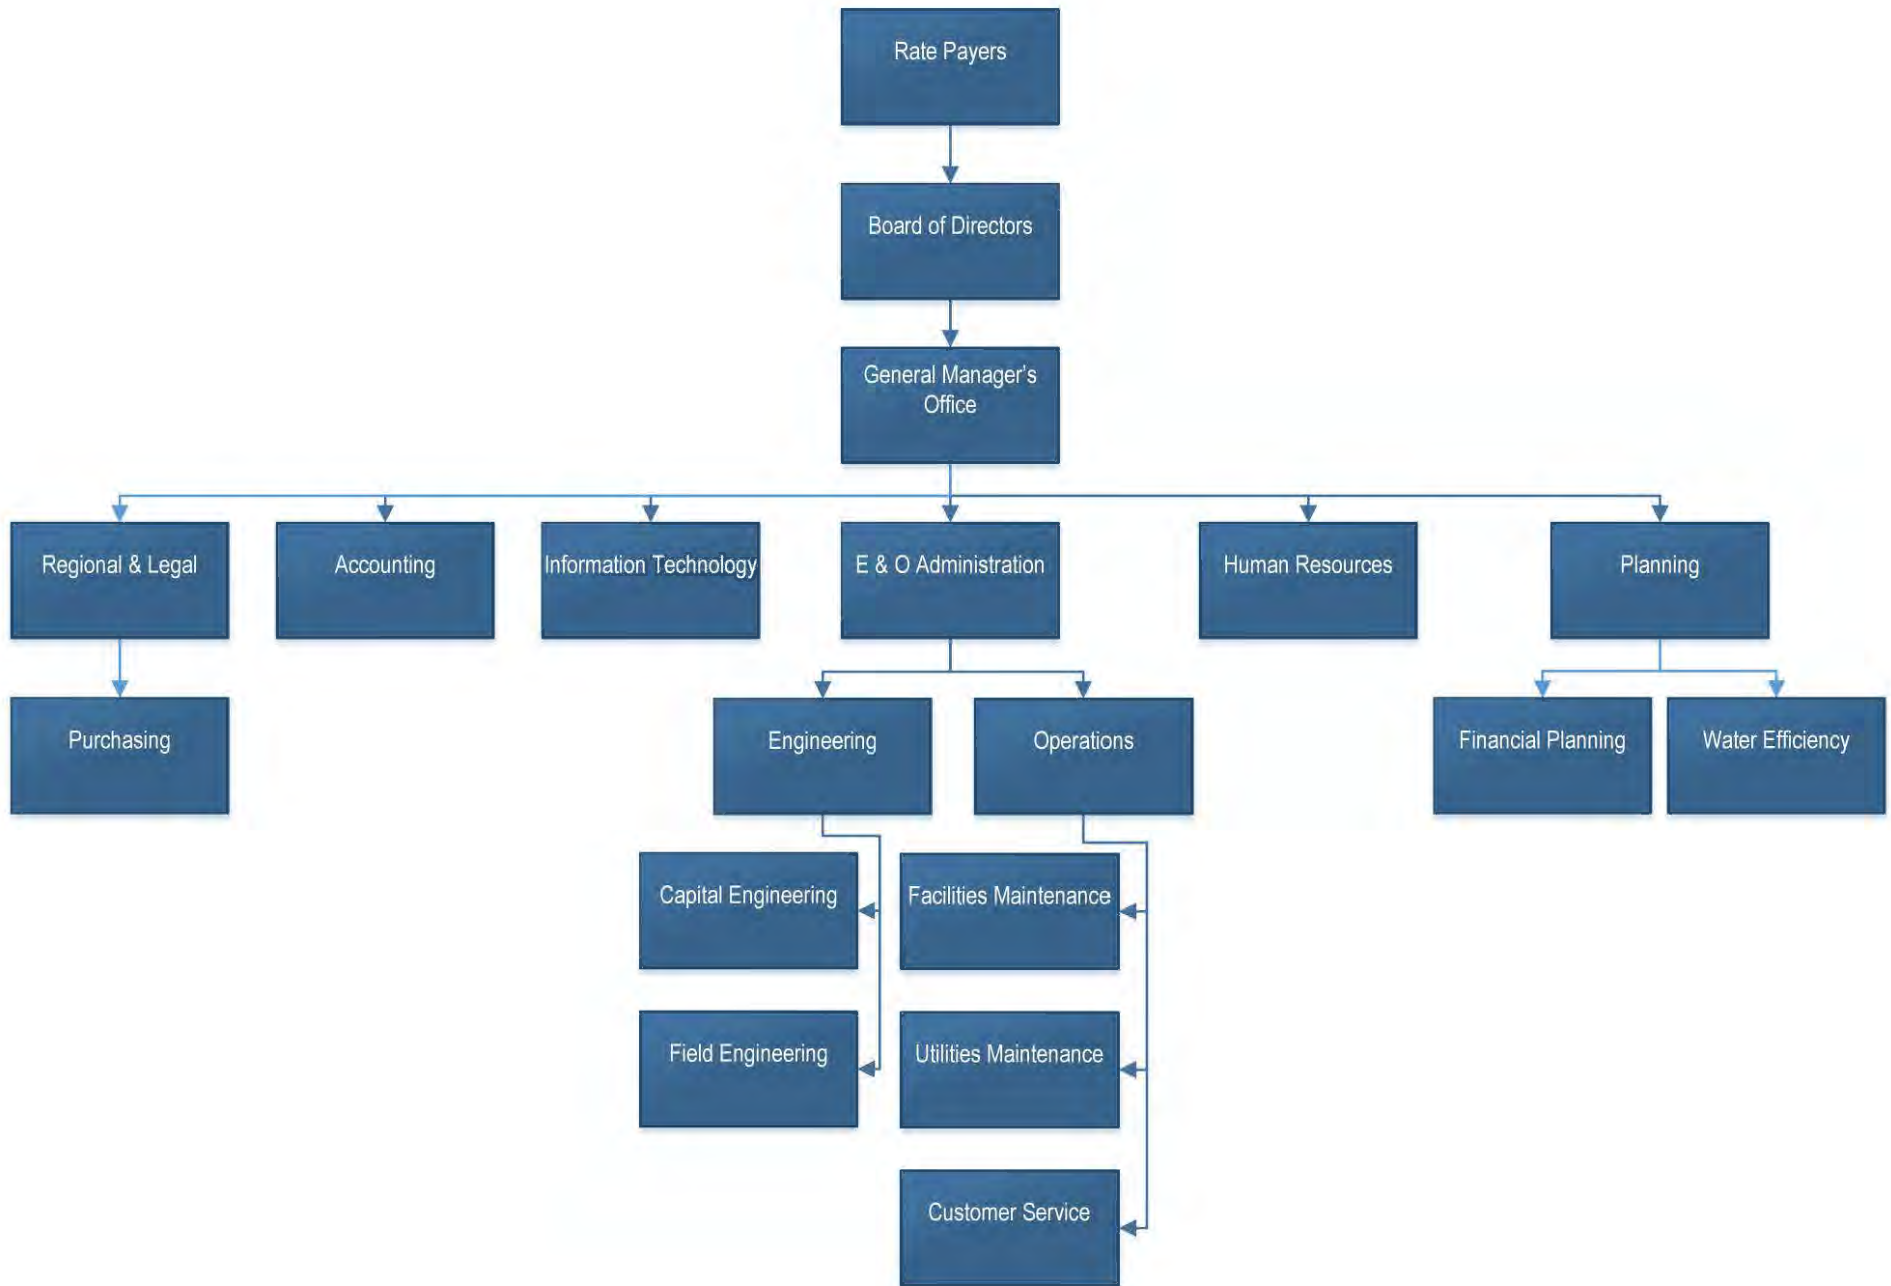 Rate Payers
Board of Directors
General Manager's
Office
Regional & Legal
Accounting
Information Technology
E & O Administration
Human Resources
Planning
Purchasing
Engineering
Operations
Financial Planning
Water Efficiency
Capital Engineering
Facilities Maintenance
Field Engineering
Utilities Maintenance
Customer Service